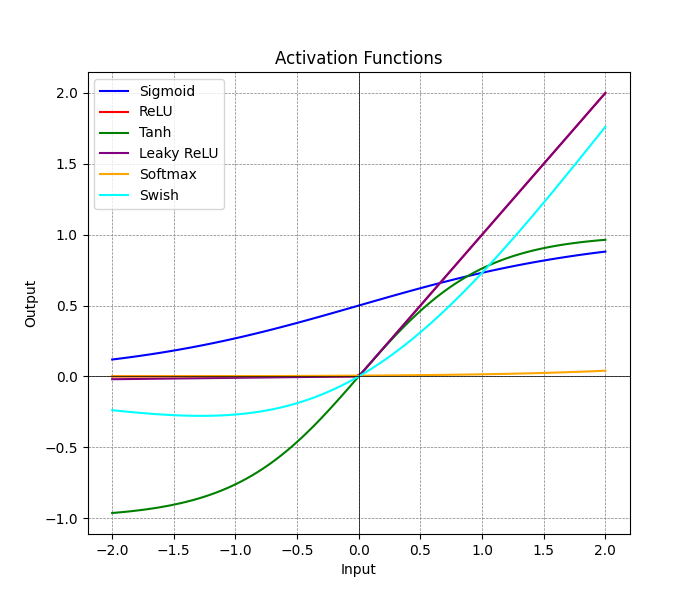 Activation Functions
Sigmoid
ReLU
Tanh
Leaky ReLU
Softmax
Swish
2.0
1.5
1.0
0.5
0.0
−0.5
−1.0
Output
−2.0 −1.5 −1.0 −0.5 0.0 0.5 1.0 1.5 2.0
Input